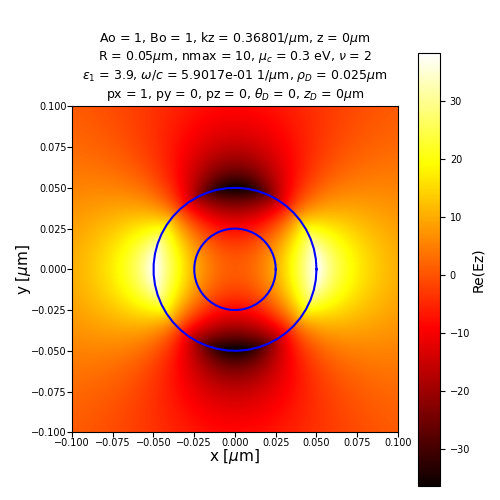 Ao = 1, Bo = 1, kz = 0.36801/μm, z = 0μm
R = 0.05μm, nmax = 10, μ_c = 0.3 eV, ν = 2
ε_1 = 3.9, ω/c = 5.9017e-01 1/μm, ρ_D = 0.025μm
px = 1, py = 0, pz = 0, θ_D = 0, z_D = 0μm
0.100
0.075
0.050
0.025
0.000
−0.025
−0.050
−0.075
−0.100
y [μm]
−0.100 −0.075 −0.050 −0.025 0.000 0.025 0.050 0.075 0.100
x [μm]
30
20
10
0
−10
−20
−30
Re(Ez)